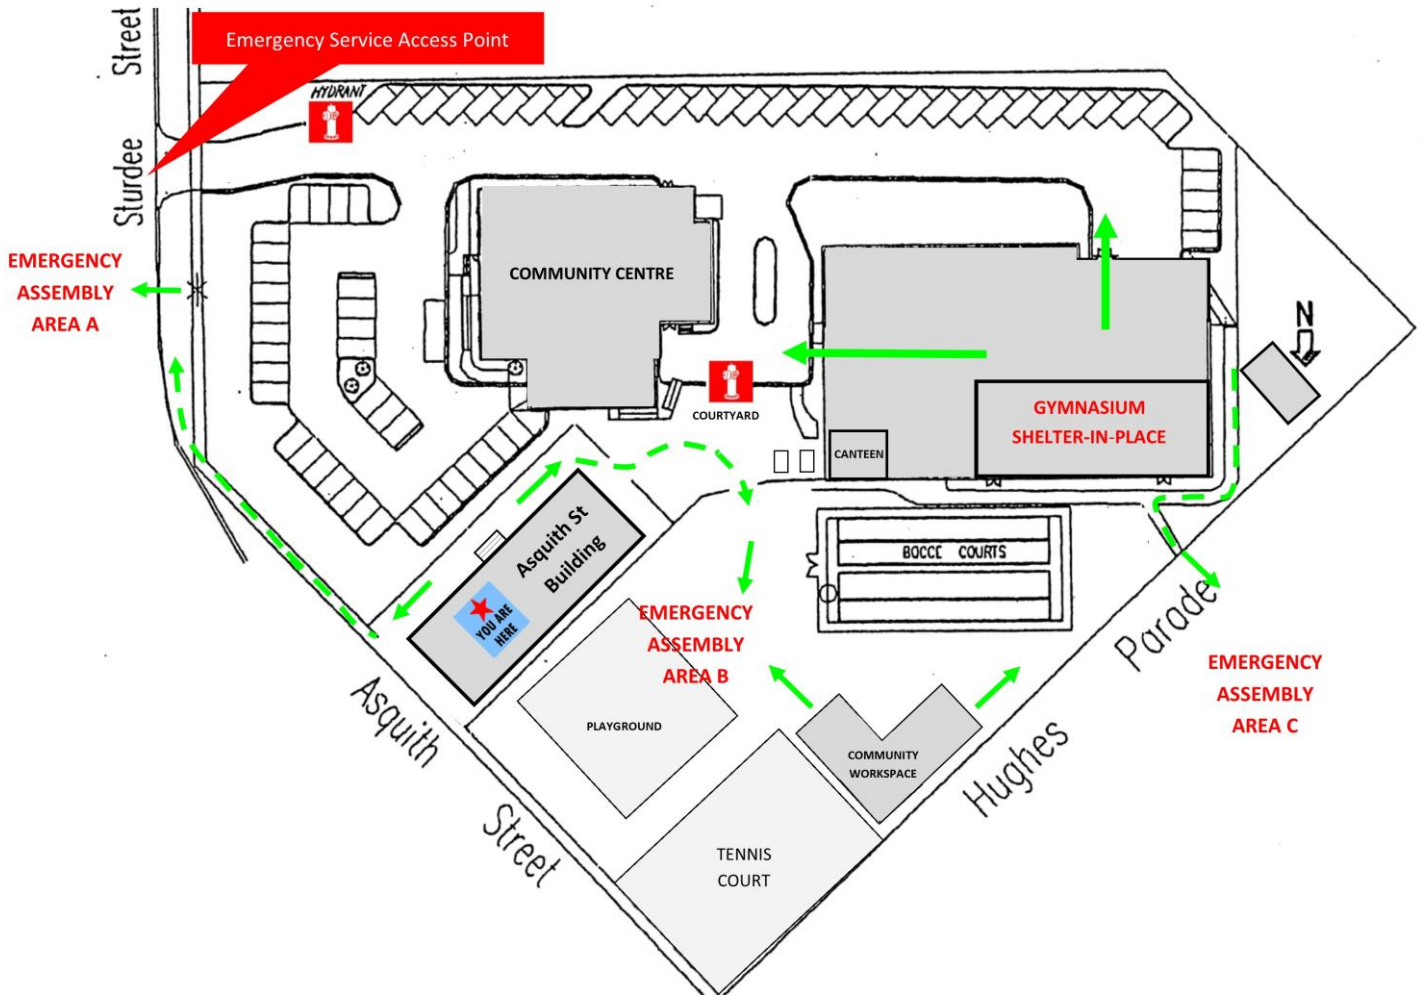 Emergency Service Access Point
Street
Sturdee
HYDRANT
EMERGENCY
ASSEMBLY
AREA A
COMMUNITY CENTRE
N
GYMNASIUM
SHELTER-IN-PLACE
COURTYARD
CANTEEN
Asquith St
Building
YOU ARE
HERE
BOCCE COURTS
EMERGENCY
ASSEMBLY
AREA B
Parade
EMERGENCY
ASSEMBLY
AREA C
Asquith
PLAYGROUND
COMMUNITY
WORKSPACE
Hughes
Street
TENNIS
COURT